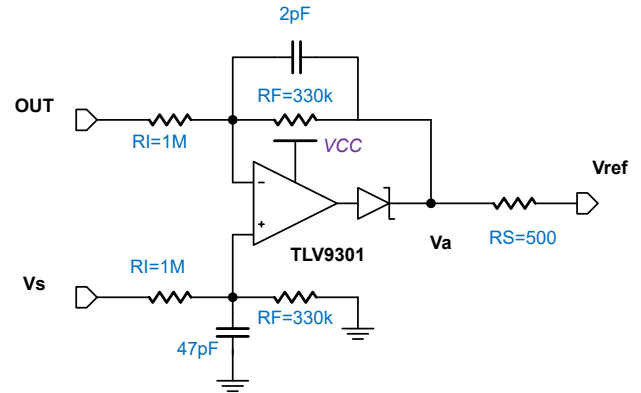 2pF
RF=330k
OUT
RI=1M
VCC
−
+
TLV9301
Vref
Va
RS=500
RI=1M
Vs
RF=330k
47pF